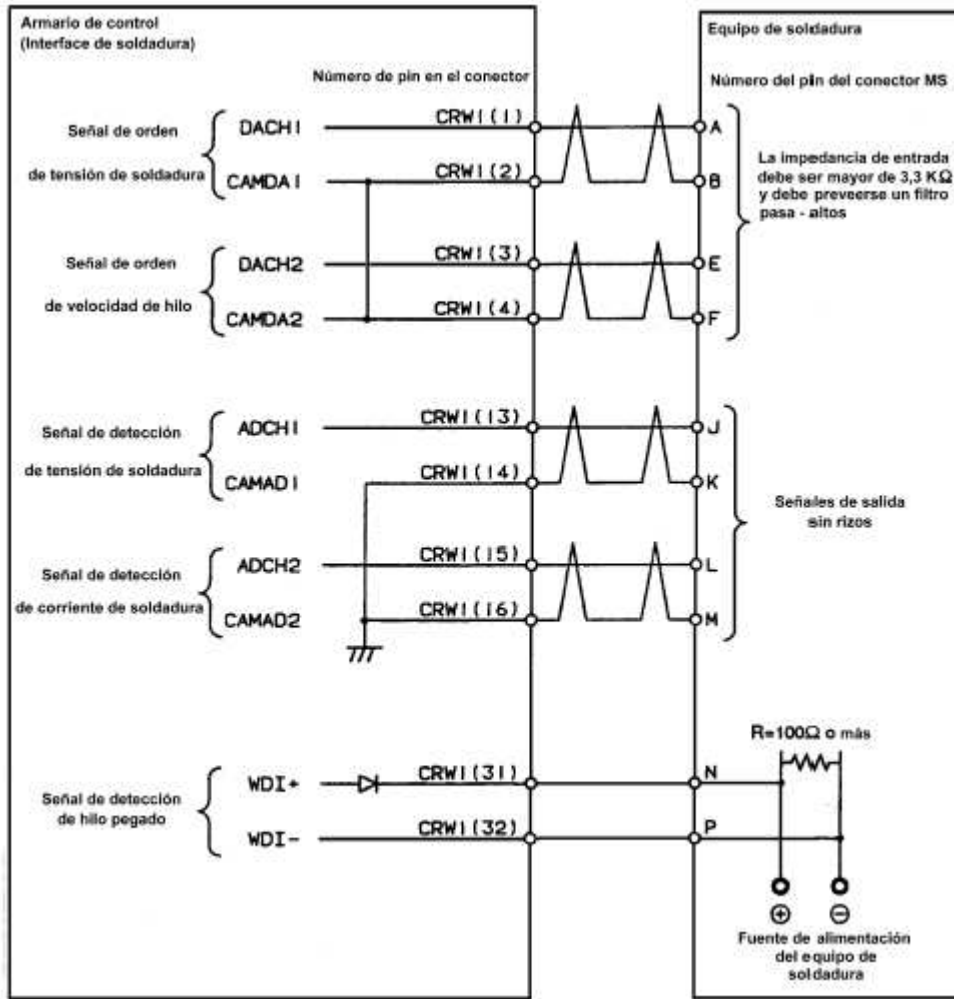 Armario de control
(Interface de soldadura)
Equipo de soldadura
Número de pin en el conector
Número del pin del conector MS
Señal de orden
de tensión de soldadura
DACH1
CRW1(1)
A
CAMDA1
CRW1(2)
B
La impedancia de entrada
debe ser mayor de 3,3 KΩ
y debe preveerse un filtro
pasa - altos
Señal de orden
de velocidad de hilo
DACH2
CRW1(3)
E
CAMDA2
CRW1(4)
F
Señal de detección
de tensión de soldadura
ADCH1
CRW1(13)
J
CAMAD1
CRW1(14)
K
Señales de salida
sin rizos
Señal de detección
de corriente de soldadura
ADCH2
CRW1(15)
L
CAMAD2
CRW1(16)
M
R=100Ω o más
Señal de detección
de hilo pegado
WDI+
CRW1(31)
N
WDI-
CRW1(32)
P
+
-
Fuente de alimentación
del equipo de
soldadura